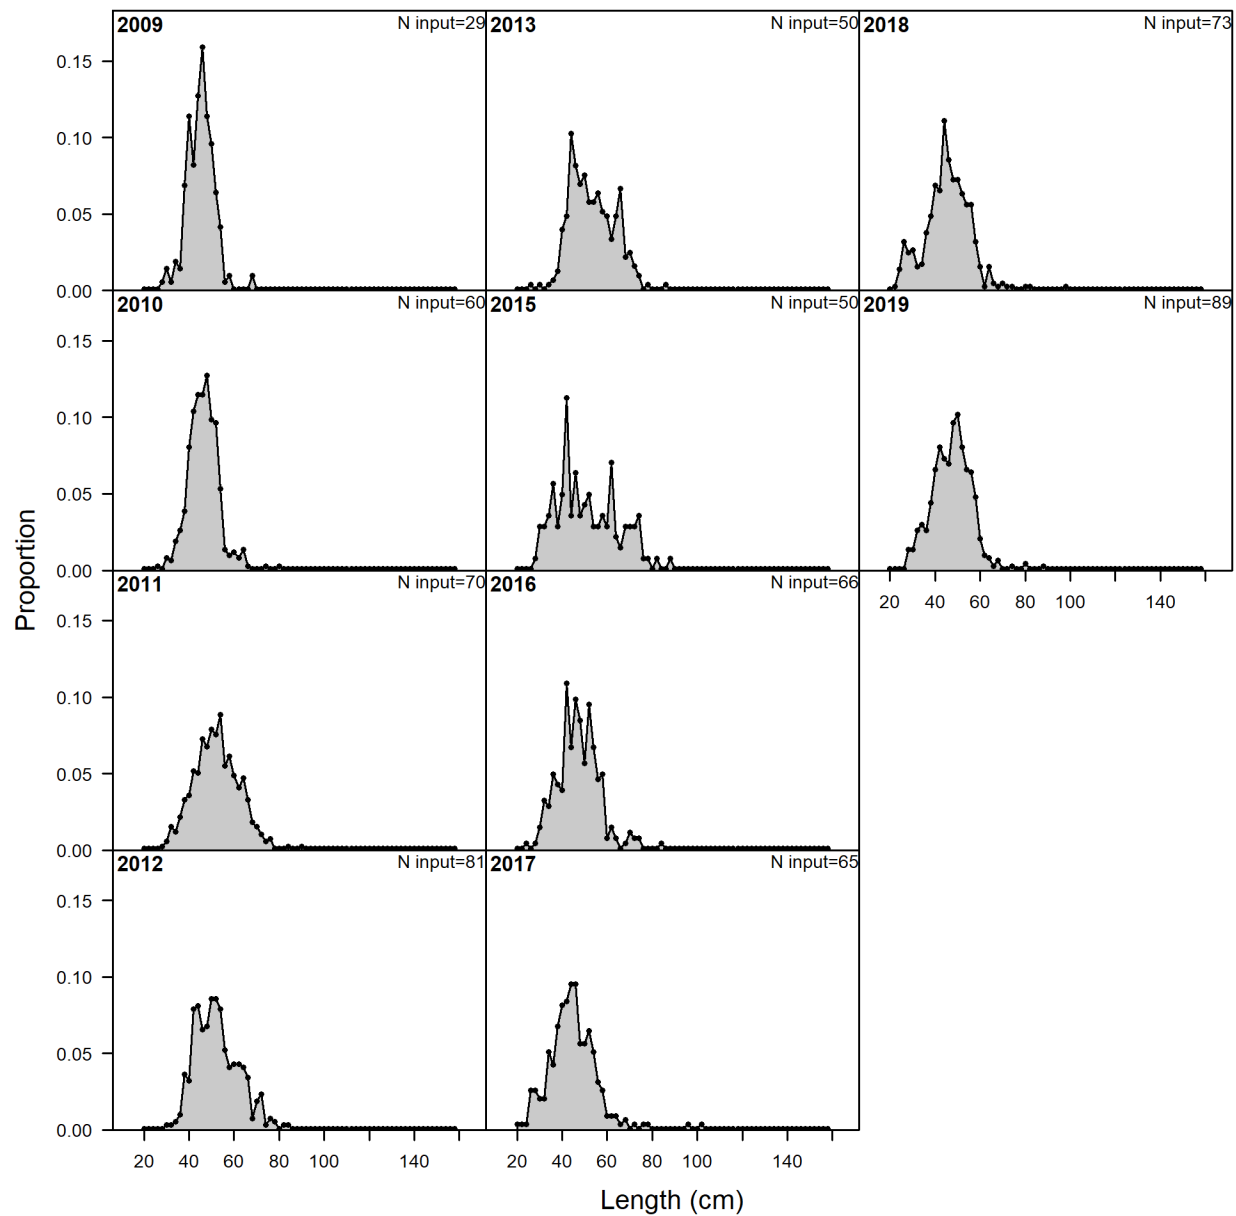 2009 N input=29
2013 N input=50
2018 N input=73
0.15
0.10
0.05
0.00
2010 N input=60
2015 N input=50
2019 N input=89
0.15
0.10
0.05
0.00
20 40 60 80 100 140
2011 N input=70
2016 N input=66
0.15
0.10
0.05
0.00
2012 N input=81
2017 N input=65
0.15
0.10
0.05
0.00
20 40 60 80 100 140
20 40 60 80 100 140
Proportion
Length (cm)